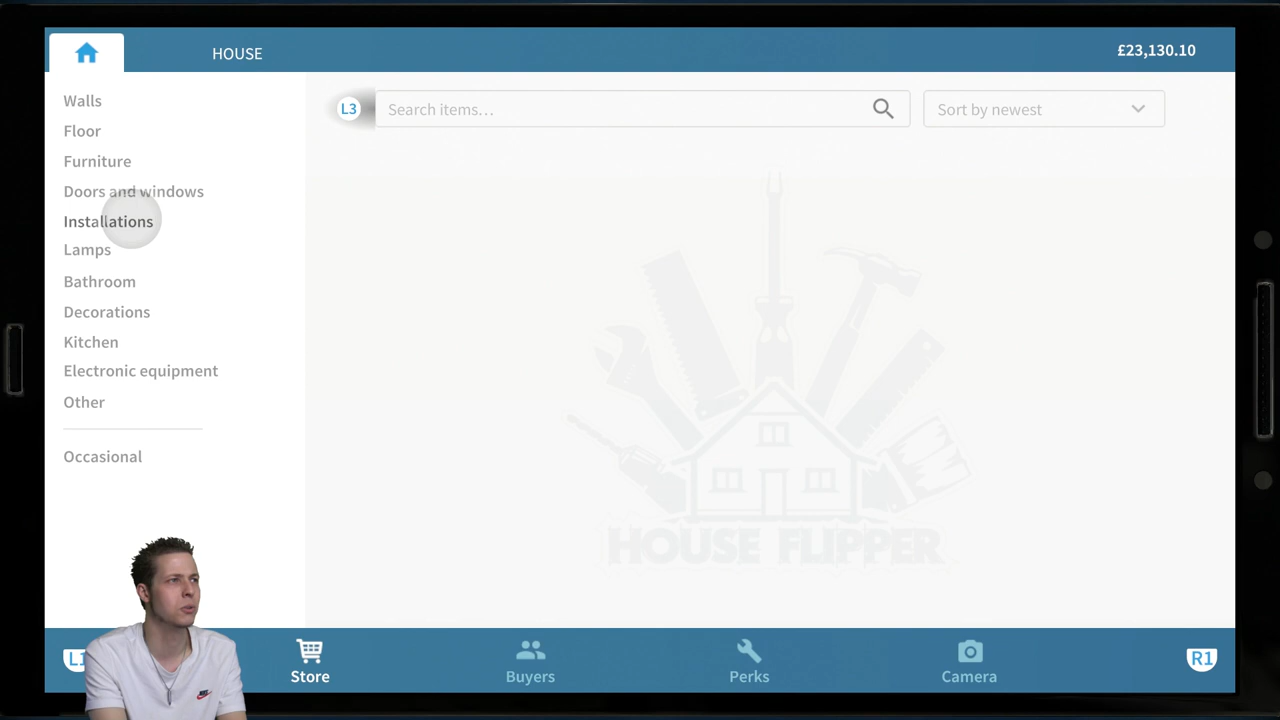 HOUSE
£23,130.10
Walls
Floor
Furniture
Doors and windows
Installations
Lamps
Bathroom
Decorations
Kitchen
Electronic equipment
Other
Occasional
L3
Search items...
Sort by newest
HOUSE FLIPPER
L1
Store
Buyers
Perks
Camera
R1